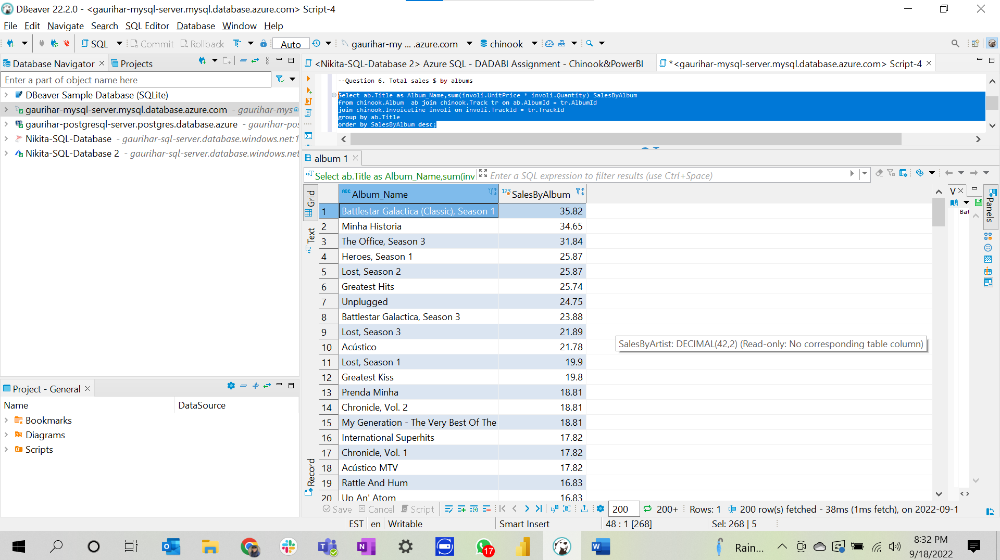 DBeaver 22.2.0 - <gaurihar-mysql-server.mysql.database.azure.com> Script-4
File Edit Navigate Search SQL Editor Database Window Help
SQL Commit Rollback Auto gaurihar-my ... .azure.com chinook
Database Navigator Projects
<Nikita-SQL-Database 2> Azure SQL - DADABI Assignment - Chinook&PowerBI
*<gaurihar-mysql-server.mysql.database.azure.com> Script-4
Enter a part of object name here
DBeaver Sample Database (SQLite)
gaurihar-mysql-server.mysql.database.azure.com - gaurihar-mys
gaurihar-postgresql-server.postgres.database.azure - gaurihar-pos
Nikita-SQL-Database - gaurihar-sql-server.database.windows.net:1
Nikita-SQL-Database 2 - gaurihar-sql-server.database.windows.net
--Question 6. Total sales $ by albums
Select ab.Title as Album_Name,sum(involi.UnitPrice * involi.Quantity) SalesByAlbum
from chinook.Album  ab join chinook.Track tr on ab.AlbumId = tr.AlbumId
join chinook.InvoiceLine involi on involi.TrackId = tr.TrackId
group by ab.Title
order by SalesByAlbum desc;
album 1
Select ab.Title as Album_Name,sum(inv Enter a SQL expression to filter results (use Ctrl+Space)
Grid
Text
Record
ABC Album_Name 123 SalesByAlbum
1 Battlestar Galactica (Classic), Season 1 35.82
2 Minha Historia 34.65
3 The Office, Season 3 31.84
4 Heroes, Season 1 25.87
5 Lost, Season 2 25.87
6 Greatest Hits 25.74
7 Unplugged 24.75
8 Battlestar Galactica, Season 3 23.88
9 Lost, Season 3 21.89
10 Acústico 21.78
11 Lost, Season 1 19.9
12 Greatest Kiss 19.8
13 Prenda Minha 18.81
14 Chronicle, Vol. 2 18.81
15 My Generation - The Very Best Of The 18.81
16 International Superhits 17.82
17 Chronicle, Vol. 1 17.82
18 Acústico MTV 17.82
19 Rattle And Hum 16.83
20 Up An' Atom 16.83
SalesByArtist: DECIMAL(42,2) (Read-only: No corresponding table column)
V
Bat
Panels
Project - General
Name DataSource
Bookmarks
Diagrams
Scripts
Save Cancel Script 200 200+ Rows: 1 200 row(s) fetched - 38ms (1ms fetch), on 2022-09-1
EST en Writable Smart Insert 48 : 1 [268] Sel: 268 | 5
17
Rain...
8:32 PM
9/18/2022